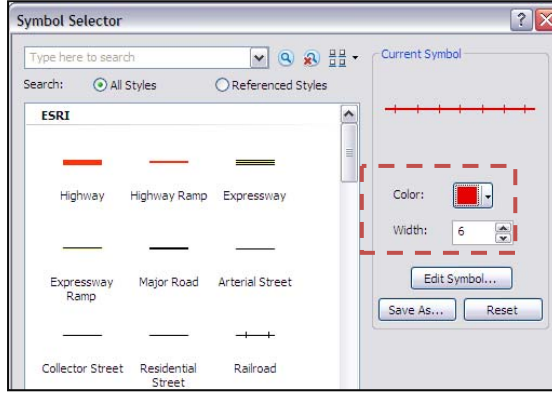 Symbol Selector
?
Type here to search
Search:
All Styles
Referenced Styles
ESRI
Highway
Highway Ramp
Expressway
Expressway
Ramp
Major Road
Arterial Street
Collector Street
Residential
Street
Railroad
Current Symbol
Color:
Width:
6
Edit Symbol...
Save As...
Reset